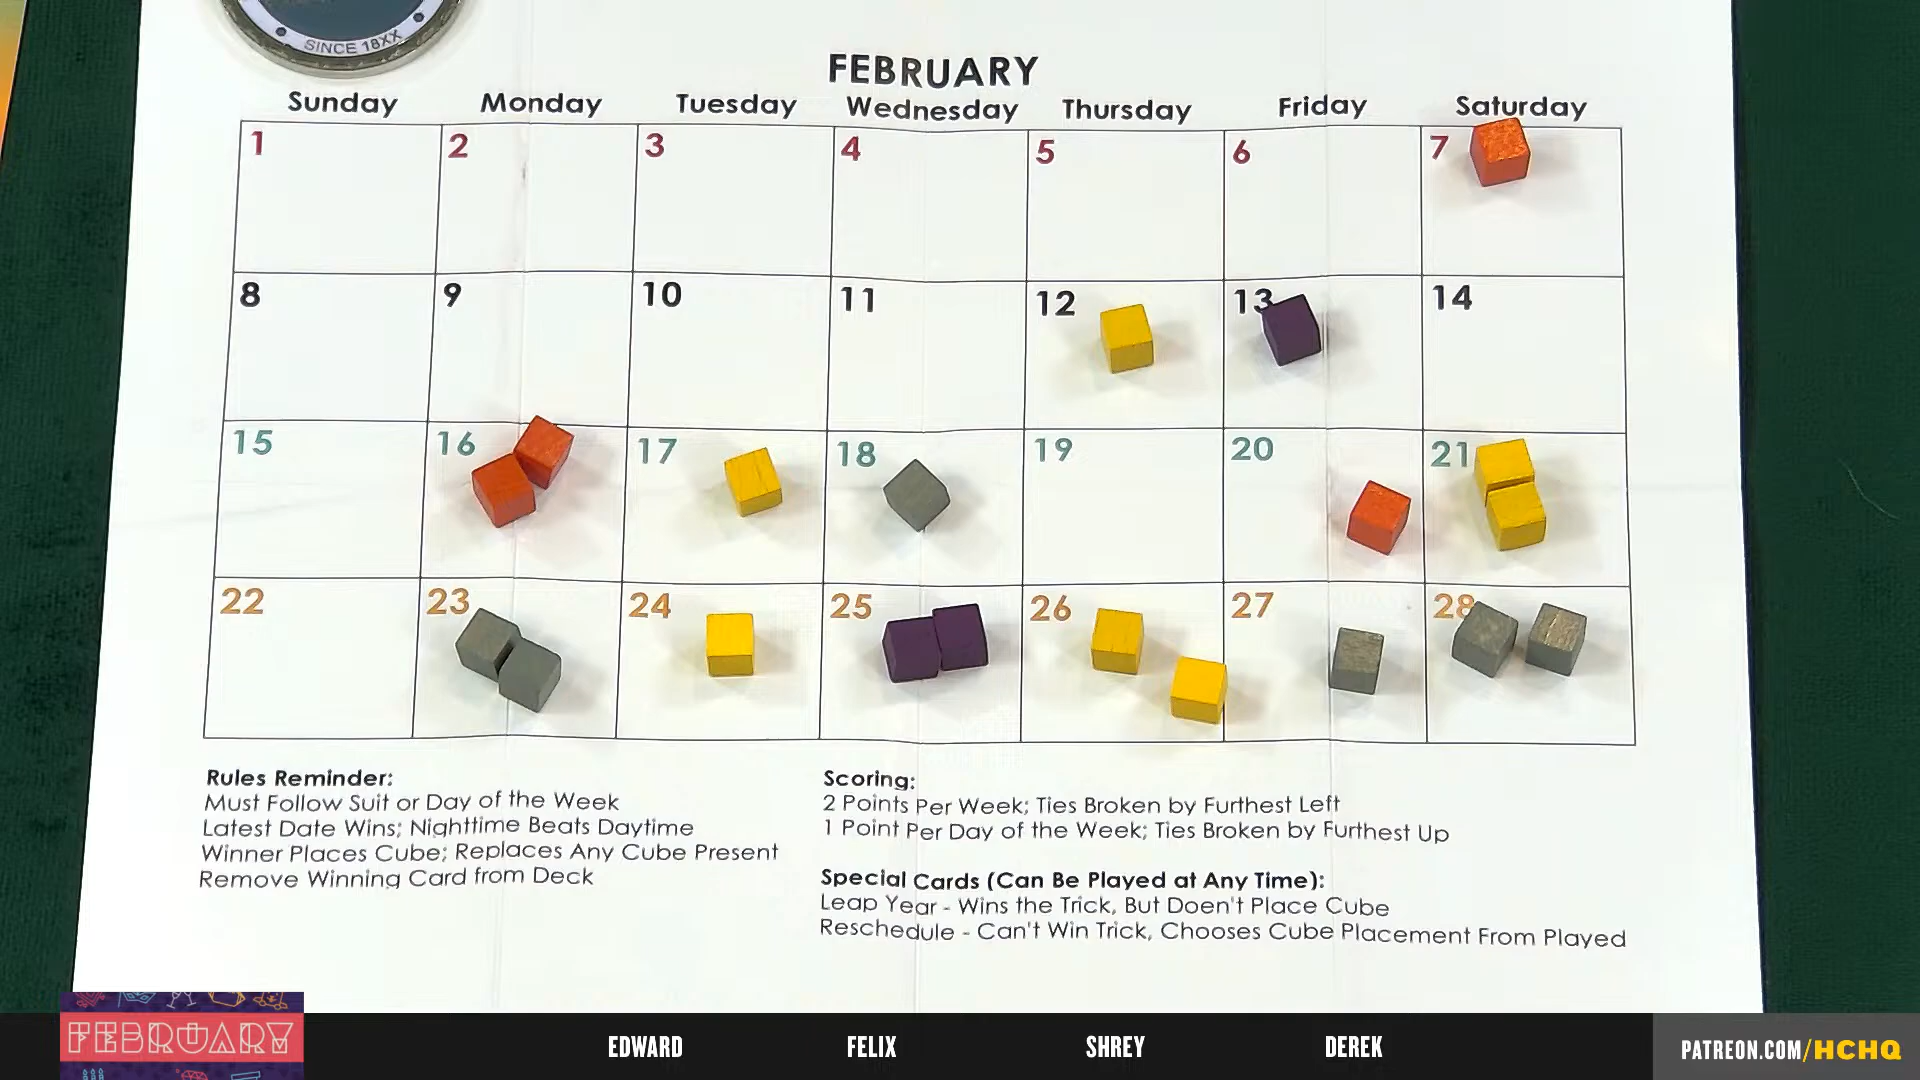 SINCE 18XX
FEBRUARY
Sunday Monday Tuesday Wednesday Thursday Friday Saturday
1 2 3 4 5 6 7
8 9 10 11 12 13 14
15 16 17 18 19 20 21
22 23 24 25 26 27 28
Rules Reminder:
Must Follow Suit or Day of the Week
Latest Date Wins; Nighttime Beats Daytime
Winner Places Cube; Replaces Any Cube Present
Remove Winning Card from Deck
Scoring:
2 Points Per Week; Ties Broken by Furthest Left
1 Point Per Day of the Week; Ties Broken by Furthest Up
Special Cards (Can Be Played at Any Time):
Leap Year - Wins the Trick, But Doen't Place Cube
Reschedule - Can't Win Trick, Chooses Cube Placement From Played
FEBRUARY
EDWARD FELIX SHREY DEREK
PATREON.COM/HCHQ